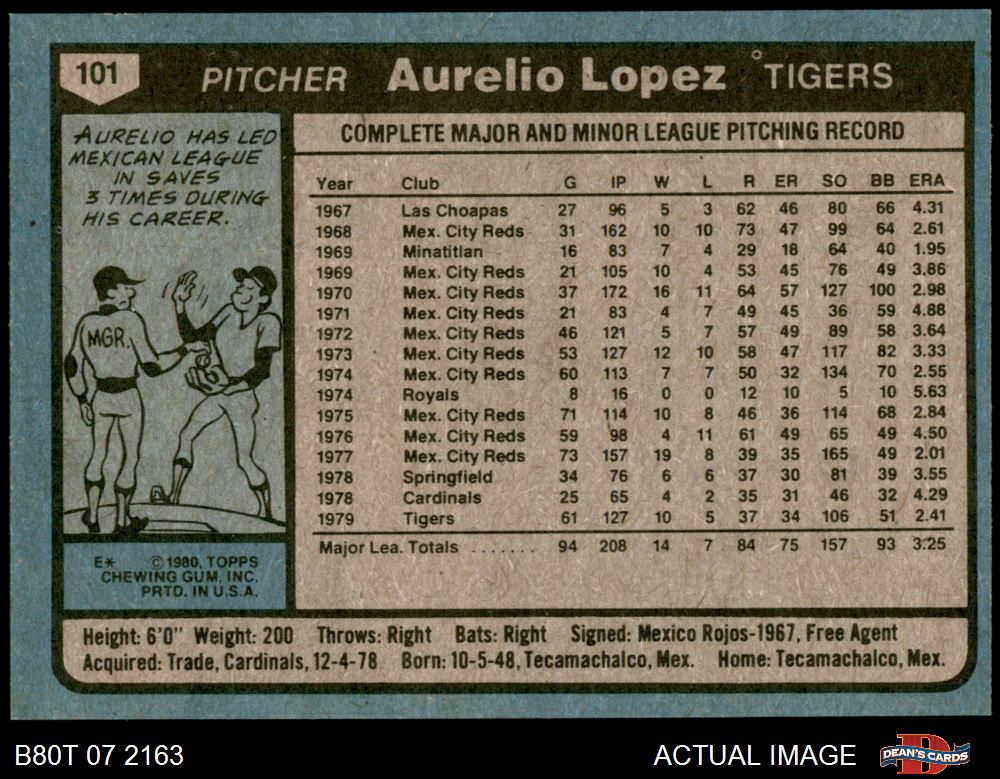 101 PITCHER Aurelio Lopez TIGERS
AURELIO HAS LED
MEXICAN LEAGUE
IN SAVES
3 TIMES DURING
HIS CAREER.
MGR.
E* © 1980, TOPPS
CHEWING GUM, INC.
PRTD. IN U.S.A.
COMPLETE MAJOR AND MINOR LEAGUE PITCHING RECORD
Year Club G IP W L R ER SO BB ERA
1967 Las Choapas 27 96 5 3 62 46 80 66 4.31
1968 Mex. City Reds 31 162 10 10 73 47 99 64 2.61
1969 Minatitlan 16 83 7 4 29 18 64 40 1.95
1969 Mex. City Reds 21 105 10 4 53 45 76 49 3.86
1970 Mex. City Reds 37 172 16 11 64 57 127 100 2.98
1971 Mex. City Reds 21 83 4 7 49 45 36 59 4.88
1972 Mex. City Reds 46 121 5 7 57 49 89 58 3.64
1973 Mex. City Reds 53 127 12 10 58 47 117 82 3.33
1974 Mex. City Reds 60 113 7 7 50 32 134 70 2.55
1974 Royals 8 16 0 0 12 10 5 10 5.63
1975 Mex. City Reds 71 114 10 8 46 36 114 68 2.84
1976 Mex. City Reds 59 98 4 11 61 49 65 49 4.50
1977 Mex. City Reds 73 157 19 8 39 35 165 49 2.01
1978 Springfield 34 76 6 6 37 30 81 39 3.55
1978 Cardinals 25 65 4 2 35 31 46 32 4.29
1979 Tigers 61 127 10 5 37 34 106 51 2.41
Major Lea. Totals ....... 94 208 14 7 84 75 157 93 3.25
Height: 6'0" Weight: 200 Throws: Right Bats: Right Signed: Mexico Rojos-1967, Free Agent
Acquired: Trade, Cardinals, 12-4-78 Born: 10-5-48, Tecamachalco, Mex. Home: Tecamachalco, Mex.
B80T 07 2163 ACTUAL IMAGE DEAN'S CARDS